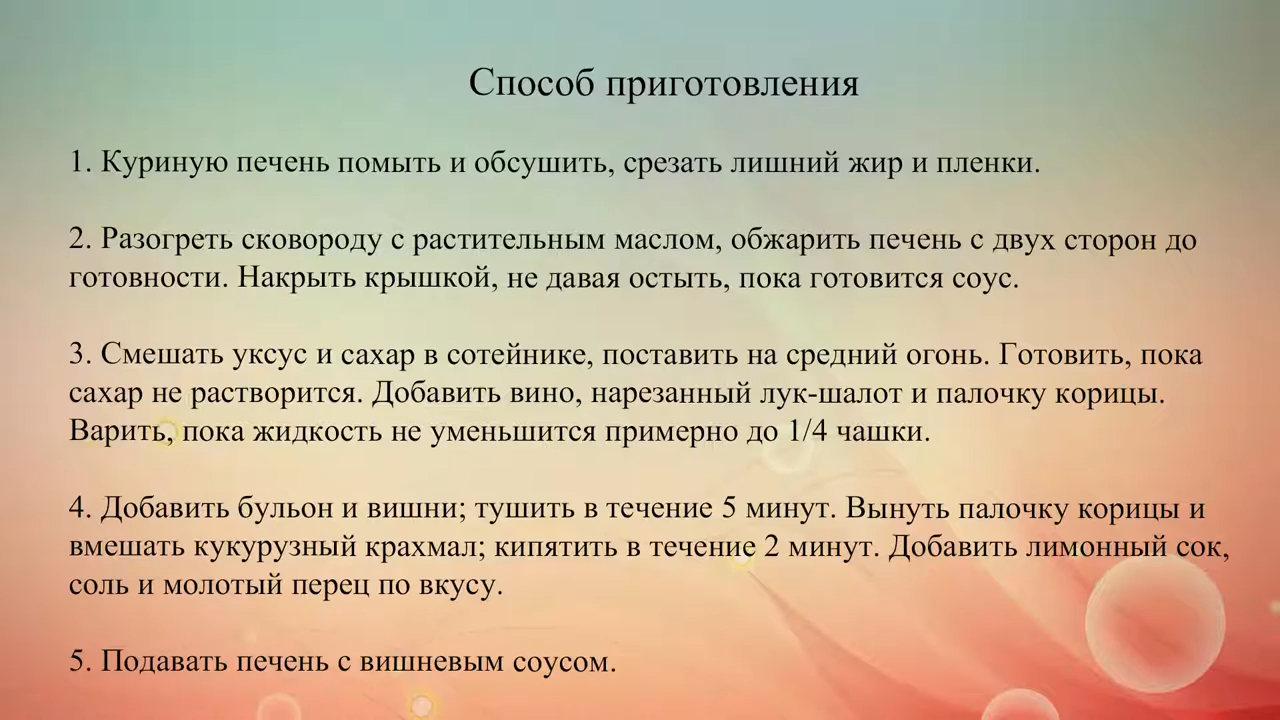 Способ приготовления
1. Куриную печень помыть и обсушить, срезать лишний жир и пленки.
2. Разогреть сковороду с растительным маслом, обжарить печень с двух сторон до
готовности. Накрыть крышкой, не давая остыть, пока готовится соус.
3. Смешать уксус и сахар в сотейнике, поставить на средний огонь. Готовить, пока
сахар не растворится. Добавить вино, нарезанный лук-шалот и палочку корицы.
Варить, пока жидкость не уменьшится примерно до 1/4 чашки.
4. Добавить бульон и вишни; тушить в течение 5 минут. Вынуть палочку корицы и
вмешать кукурузный крахмал; кипятить в течение 2 минут. Добавить лимонный сок,
соль и молотый перец по вкусу.
5. Подавать печень с вишневым соусом.